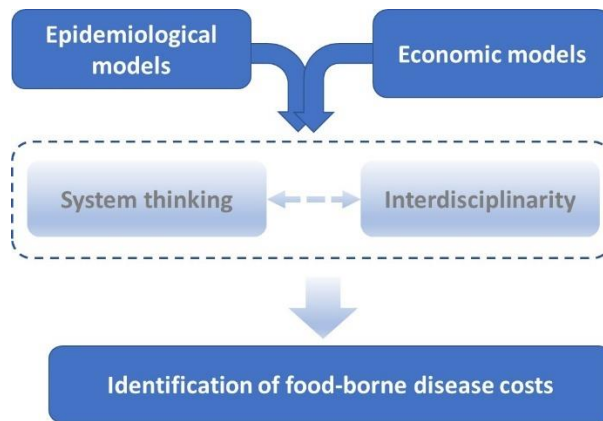 Epidemiological
models
Economic models
System thinking
Interdisciplinarity
Identification of food-borne disease costs